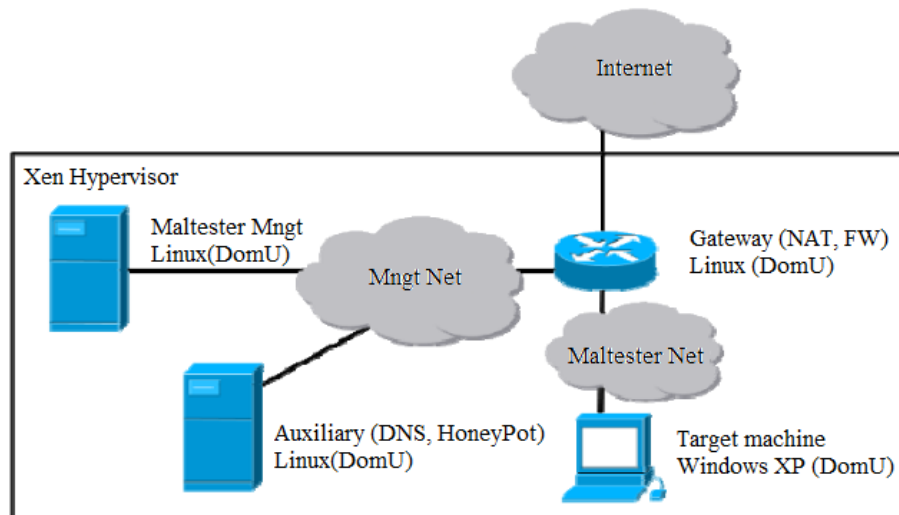 Internet
Xen Hypervisor
Maltester Mngt
Linux(DomU)
Mngt Net
Gateway (NAT, FW)
Linux (DomU)
Maltester Net
Auxiliary (DNS, HoneyPot)
Linux(DomU)
Target machine
Windows XP (DomU)